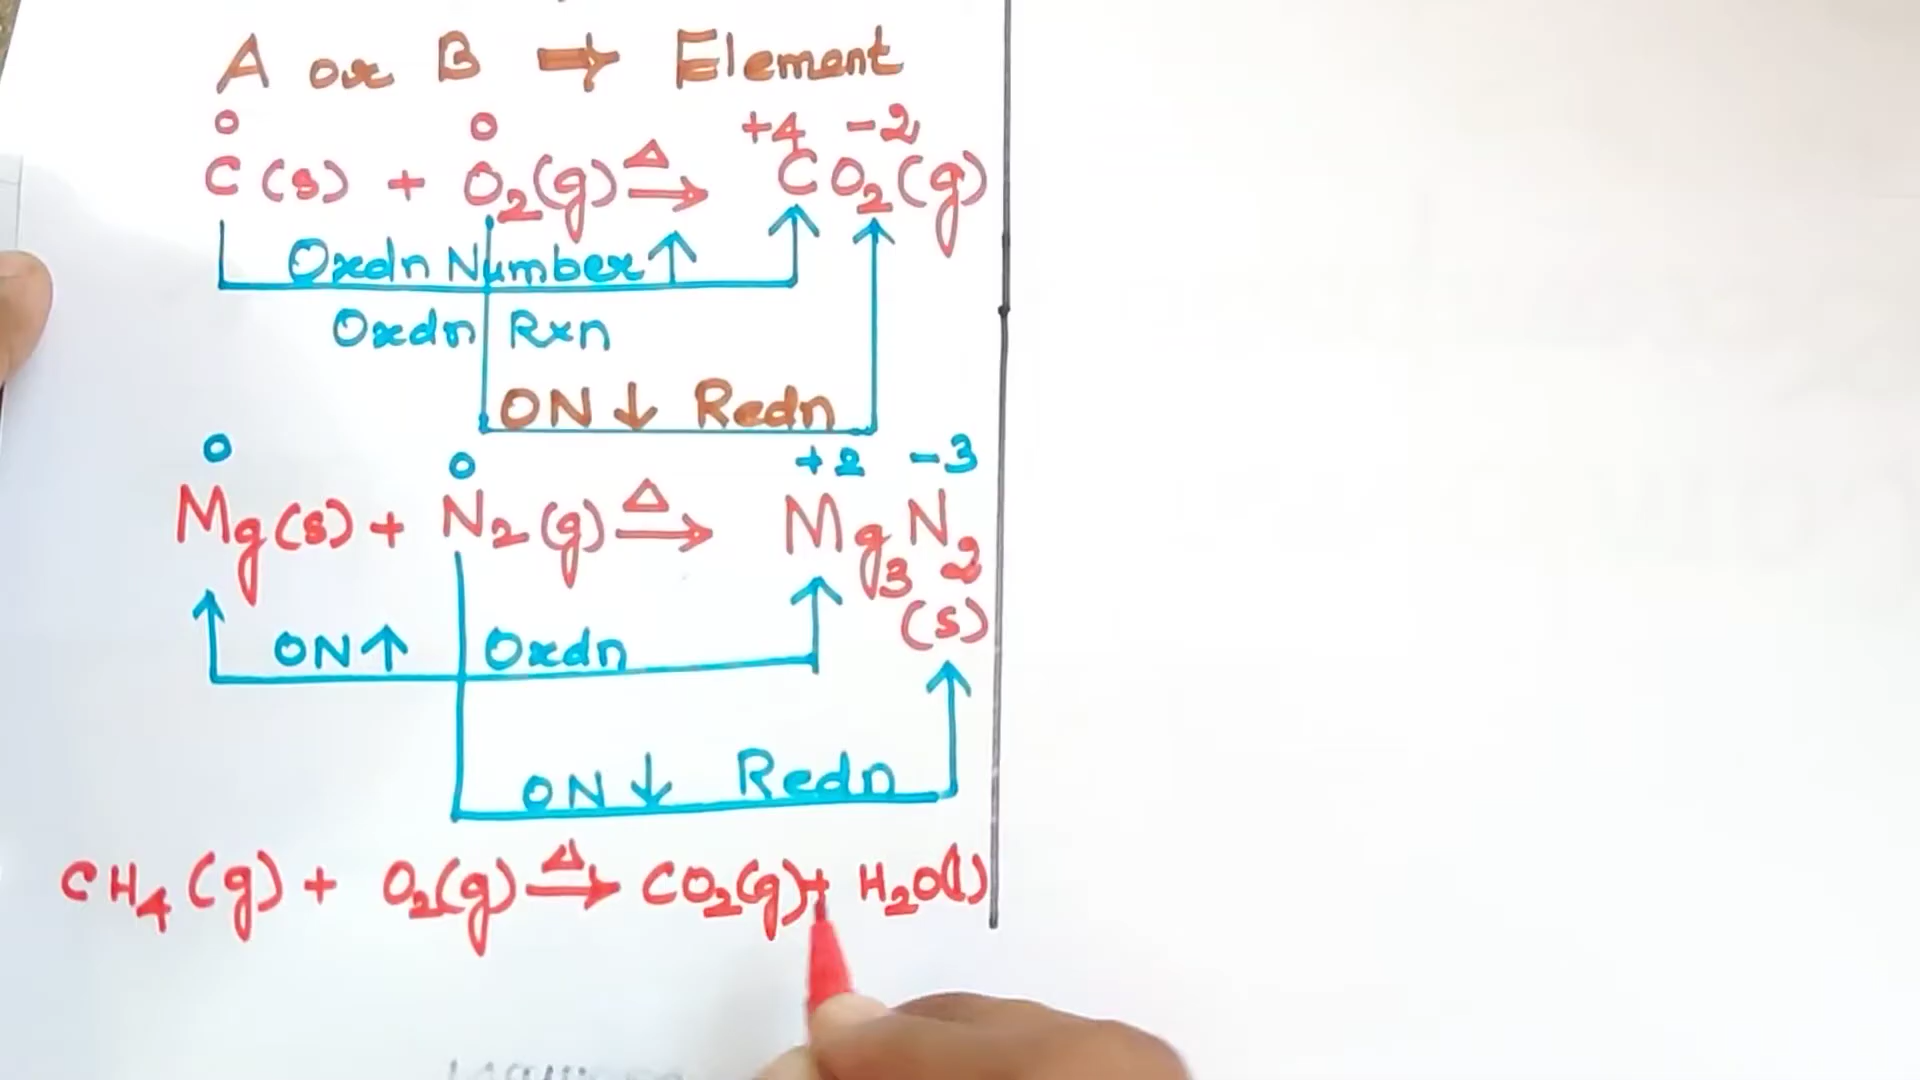 A or B ⇒ Element
0 0 +4 -2
C (s) + O₂(g) →Δ CO₂(g)
Oxdn Number ↑
Oxdn Rxn
ON ↓ Redn
0 0 +2 -3
Mg(s) + N₂(g) →Δ Mg₃N₂
(s)
ON ↑ Oxdn
ON ↓ Redn
CH₄(g) + O₂(g) →Δ CO₂(g) + H₂O(l)